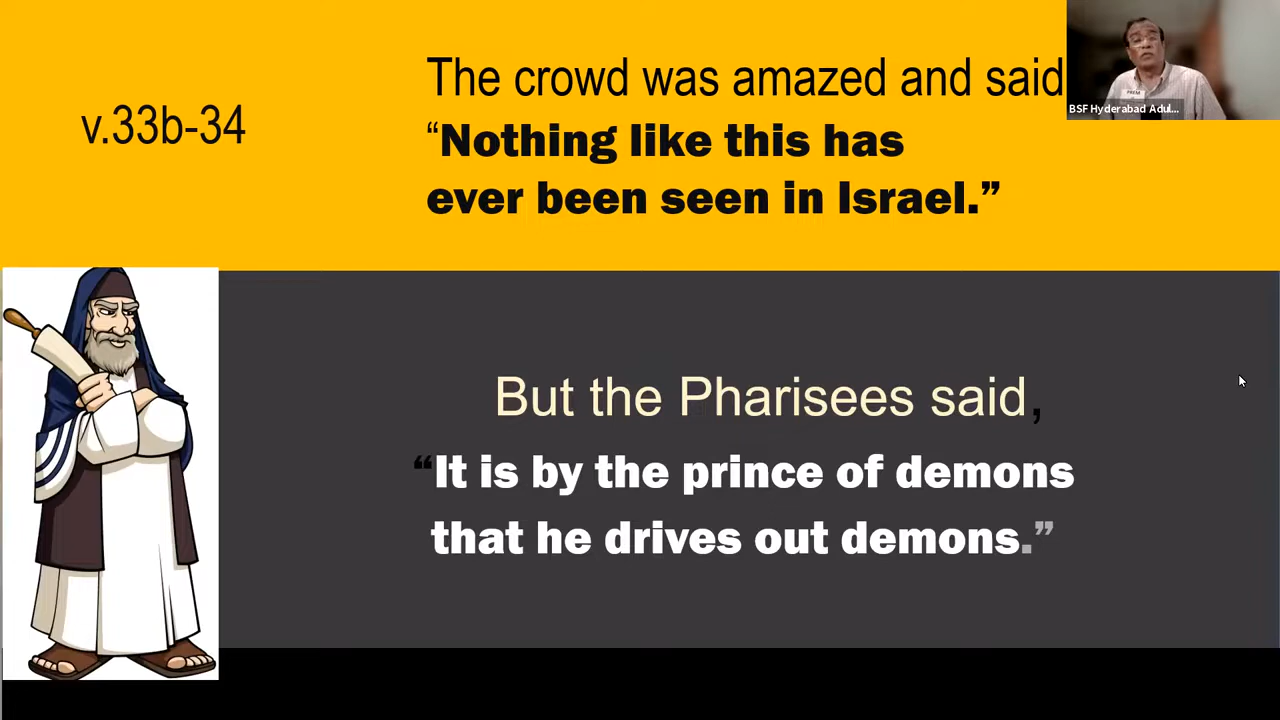 v.33b-34
The crowd was amazed and said
“Nothing like this has
ever been seen in Israel.”
BSF Hyderabad Adul...
But the Pharisees said,
“It is by the prince of demons
that he drives out demons.”